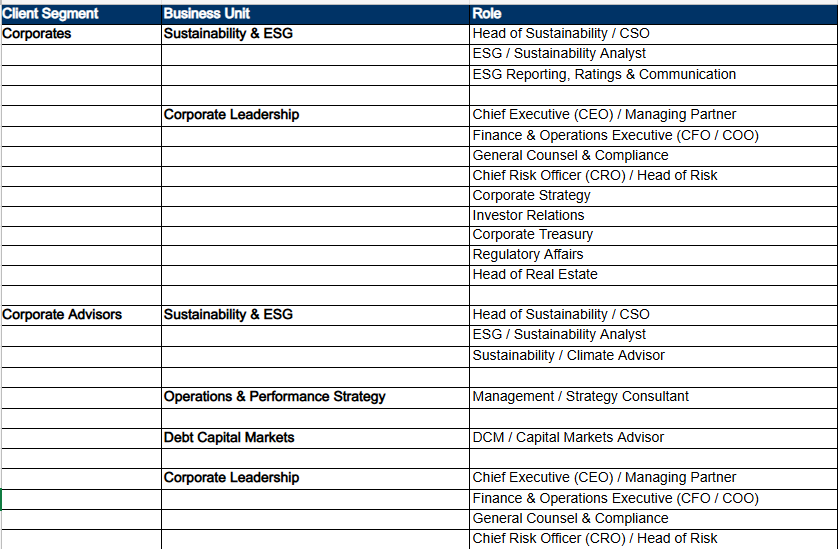 Client Segment Business Unit Role
Corporates Sustainability & ESG Head of Sustainability / CSO
ESG / Sustainability Analyst
ESG Reporting, Ratings & Communication
Corporate Leadership Chief Executive (CEO) / Managing Partner
Finance & Operations Executive (CFO / COO)
General Counsel & Compliance
Chief Risk Officer (CRO) / Head of Risk
Corporate Strategy
Investor Relations
Corporate Treasury
Regulatory Affairs
Head of Real Estate
Corporate Advisors Sustainability & ESG Head of Sustainability / CSO
ESG / Sustainability Analyst
Sustainability / Climate Advisor
Operations & Performance Strategy Management / Strategy Consultant
Debt Capital Markets DCM / Capital Markets Advisor
Corporate Leadership Chief Executive (CEO) / Managing Partner
Finance & Operations Executive (CFO / COO)
General Counsel & Compliance
Chief Risk Officer (CRO) / Head of Risk